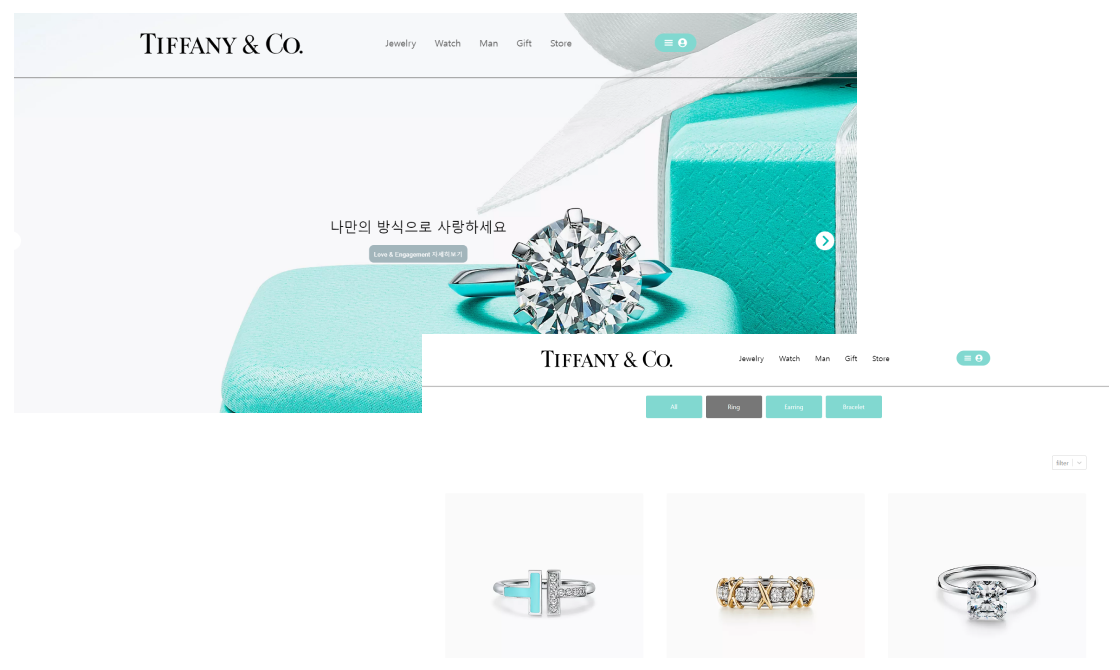 TIFFANY & CO.
Jewelry Watch Man Gift Store
나만의 방식으로 사랑하세요
Love & Engagement 자세히보기
TIFFANY & CO.
Jewelry Watch Man Gift Store
All Ring Earring Bracelet
filter